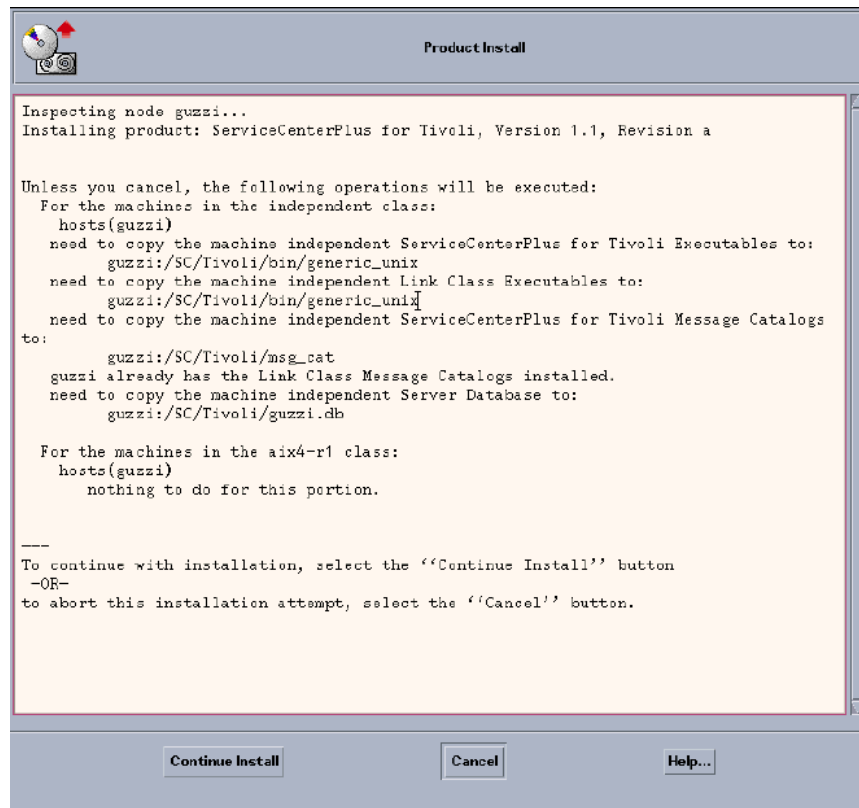 Product Install
Inspecting node guzzi...
Installing product: ServiceCenterPlus for Tivoli, Version 1.1, Revision a
Unless you cancel, the following operations will be executed:
For the machines in the independent class:
hosts(guzzi)
need to copy the machine independent ServiceCenterPlus for Tivoli Executables to:
guzzi:/SC/Tivoli/bin/generic_unix
need to copy the machine independent Link Class Executables to:
guzzi:/SC/Tivoli/bin/generic_unix
need to copy the machine independent ServiceCenterPlus for Tivoli Message Catalogs
to:
guzzi:/SC/Tivoli/msg_cat
guzzi already has the Link Class Message Catalogs installed.
need to copy the machine independent Server Database to:
guzzi:/SC/Tivoli/guzzi.db
For the machines in the aix4-r1 class:
hosts(guzzi)
nothing to do for this portion.
---
To continue with installation, select the ‘‘Continue Install’’ button
-OR-
to abort this installation attempt, select the ‘‘Cancel’’ button.
Continue Install Cancel Help...